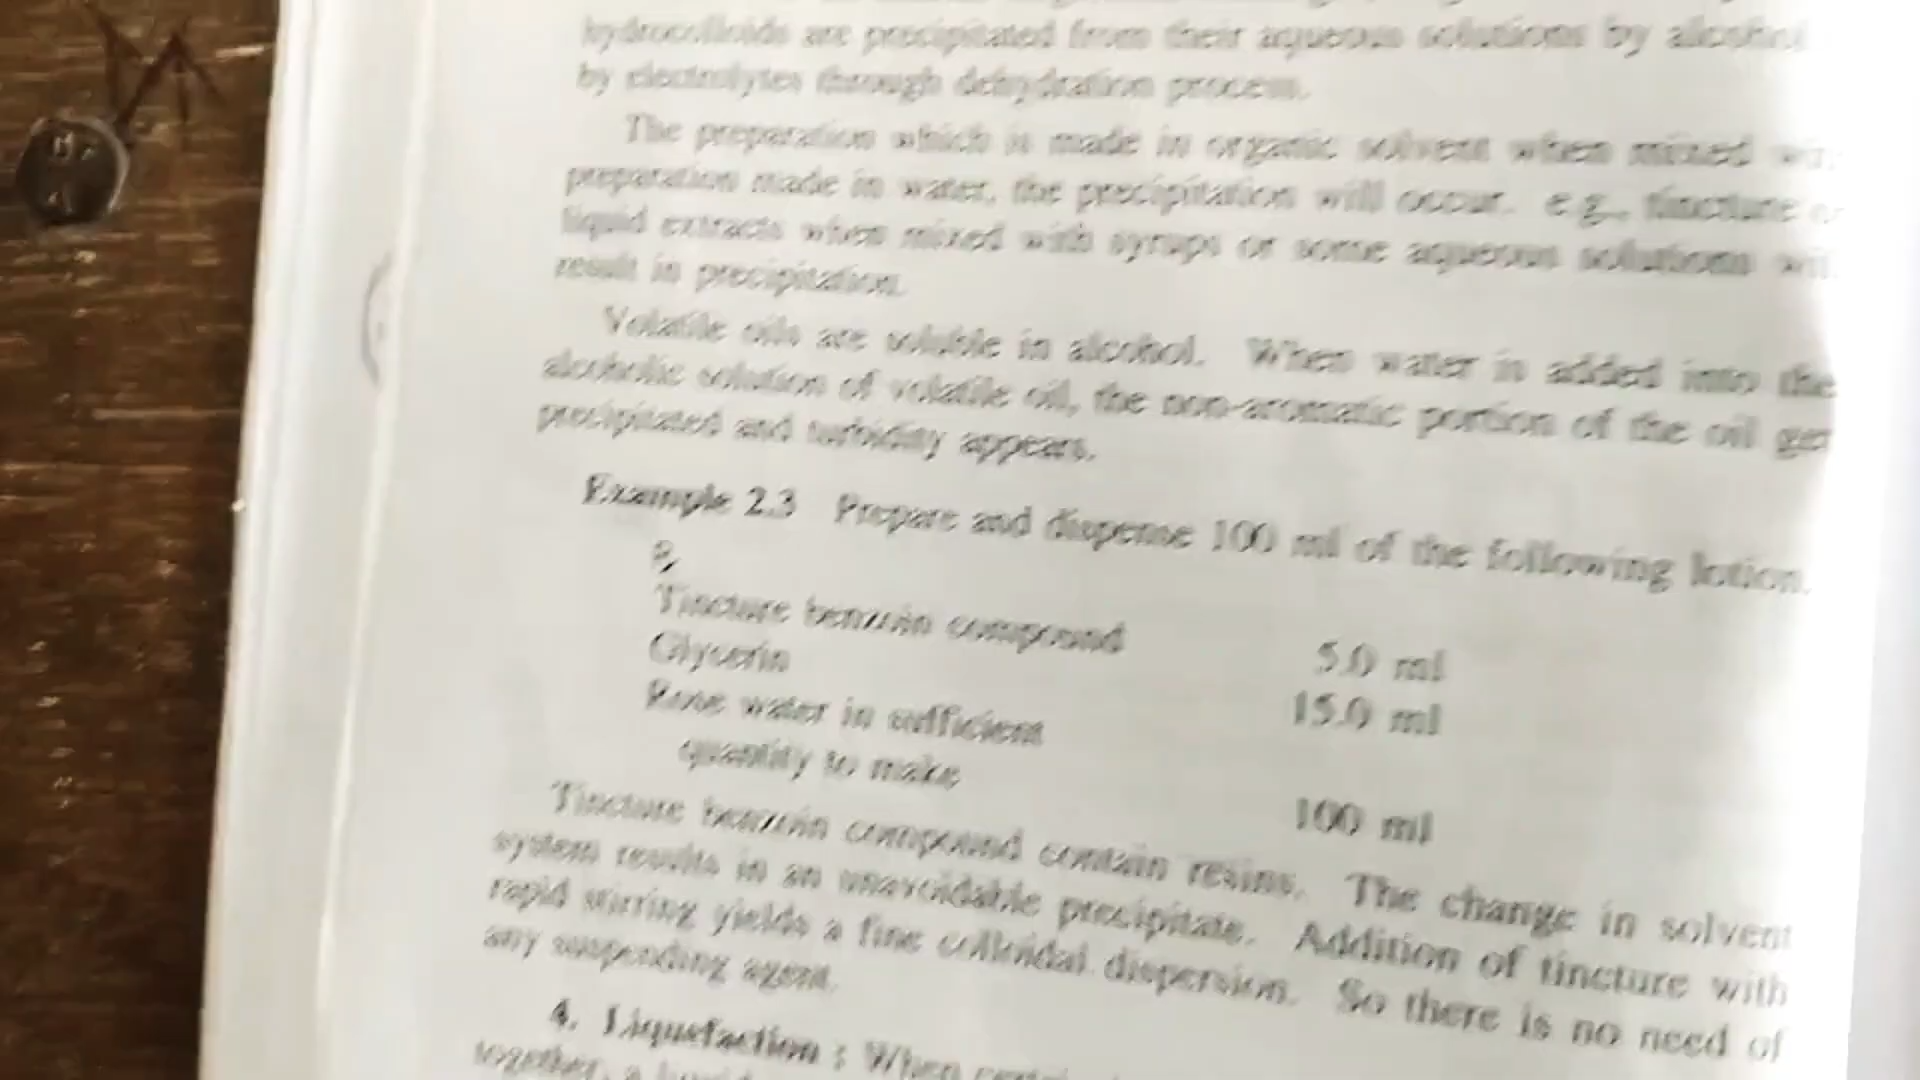 hydrocolloids are precipitated from their aqueous solutions by alcohol
by electrolytes through dehydration process.
The preparation which is made in organic solvent when mixed
preparation made in water, the precipitation will occur. e.g., tincture
liquid extracts when mixed with syrups or some aqueous solutions
result in precipitation.
Volatile oils are soluble in alcohol. When water is added into the
alcoholic solution of volatile oil, the non-aromatic portion of the oil get
precipitated and turbidity appears.
Example 2.3 Prepare and dispense 100 ml of the following lotion.
℞
Tincture benzoin compound 5.0 ml
Glycerin 15.0 ml
Rose water in sufficient
quantity to make 100 ml
Tincture benzoin compound contain resins. The change in solvent
system results in an unavoidable precipitate. Addition of tincture with
rapid stirring yields a fine colloidal dispersion. So there is no need of
any suspending agent.
4. Liquefaction : When
together, a